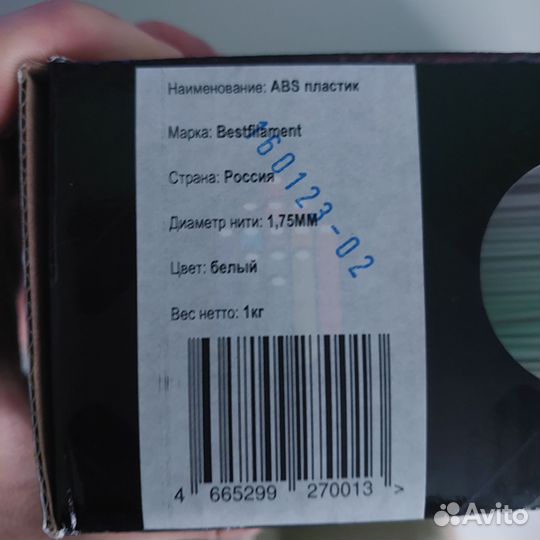 Наименование: ABS пластик
Марка: Bestfilament
Страна: Россия
Диаметр нити: 1,75ММ
Цвет: белый
Вес нетто: 1кг
160123-02
4 665299 270013 >
Avito